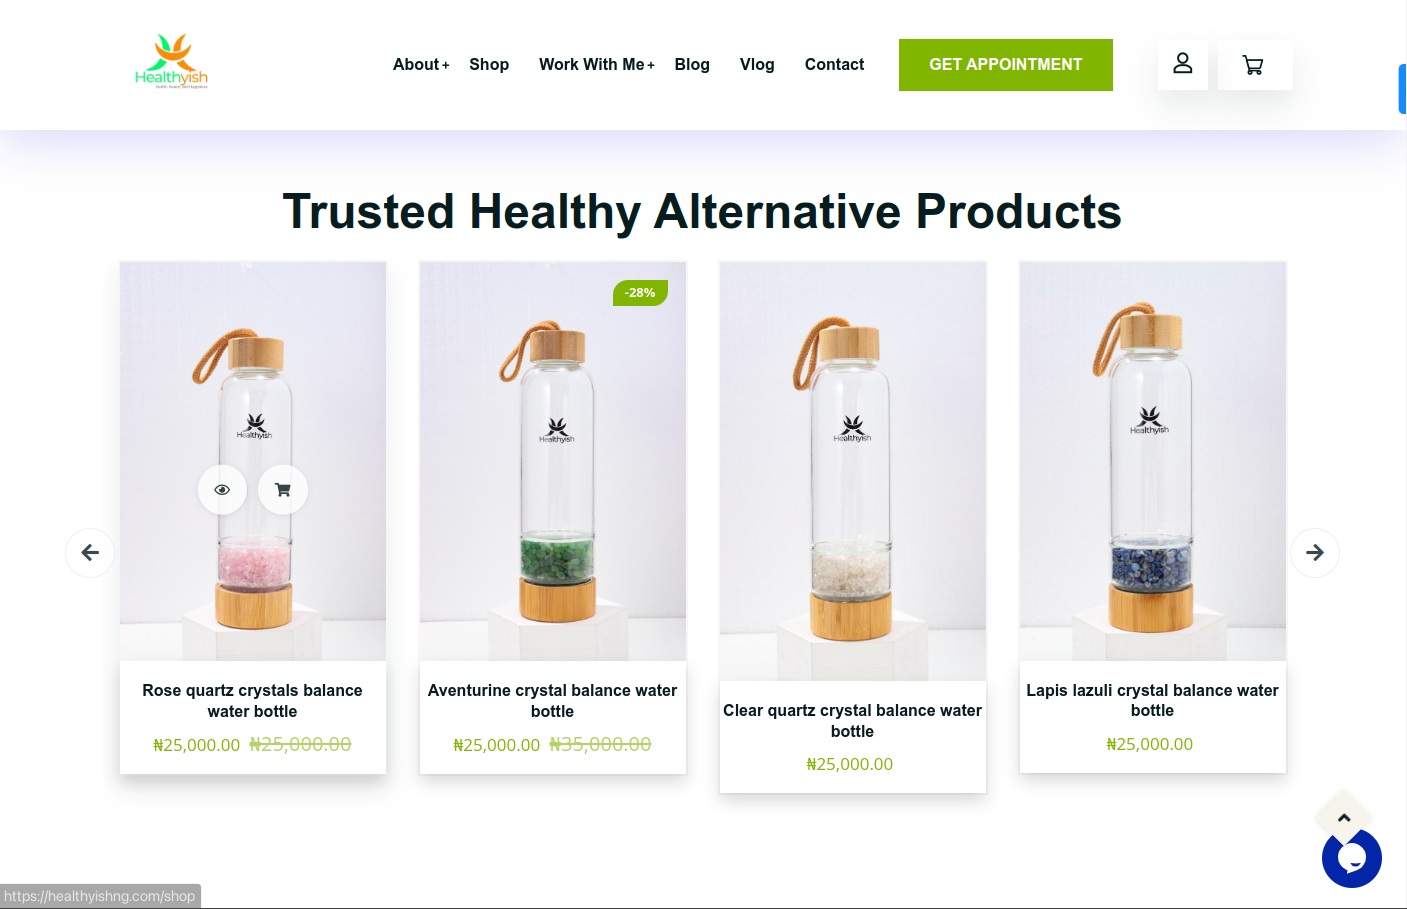 Healthyish
About +
Shop
Work With Me +
Blog
Vlog
Contact
GET APPOINTMENT
Trusted Healthy Alternative Products
-28%
Healthyish
Healthyish
Healthyish
Healthyish
Rose quartz crystals balance
water bottle
₦25,000.00 ₦25,000.00
Aventurine crystal balance water
bottle
₦25,000.00 ₦35,000.00
Clear quartz crystal balance water
bottle
₦25,000.00
Lapis lazuli crystal balance water
bottle
₦25,000.00
https://healthyishng.com/shop